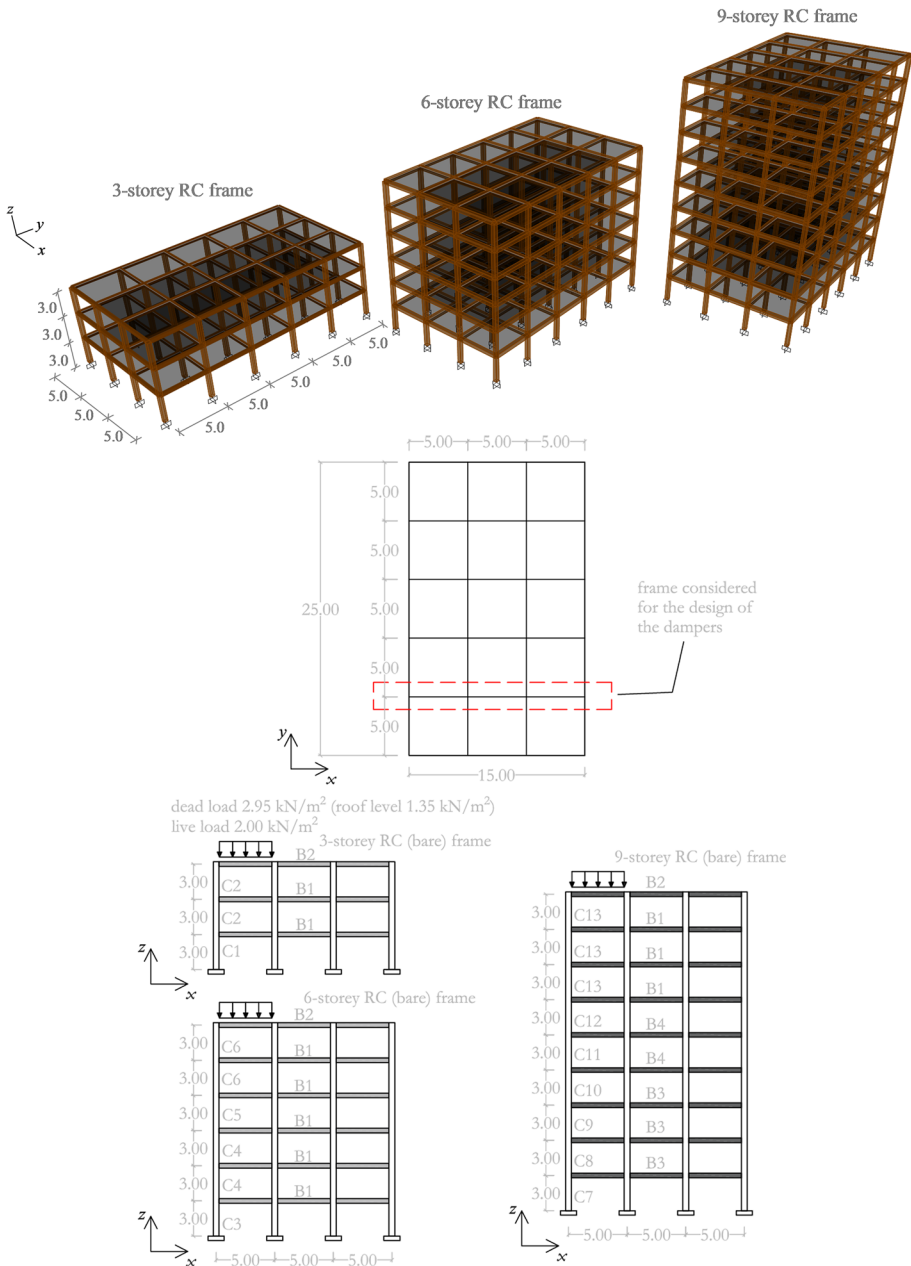 9-storey RC frame
6-storey RC frame
3-storey RC frame
z
y
x
3.0
3.0
3.0
5.0
5.0
5.0
5.0
5.0
5.0
5.0
5.0
5.00
5.00
5.00
25.00
5.00
5.00
5.00
5.00
5.00
frame considered
for the design of
the dampers
y
x
15.00
dead load 2.95 kN/m² (roof level 1.35 kN/m²)
live load 2.00 kN/m²
3-storey RC (bare) frame
B2
3.00
C2
B1
3.00
C2
B1
3.00
C1
z
x
6-storey RC (bare) frame
B2
3.00
C6
B1
3.00
C6
B1
3.00
C5
B1
3.00
C4
B1
3.00
C4
B1
3.00
C3
z
x
5.00
5.00
5.00
9-storey RC (bare) frame
B2
3.00
C13
B1
3.00
C13
B1
3.00
C13
B1
3.00
C12
B4
3.00
C11
B4
3.00
C10
B3
3.00
C9
B3
3.00
C8
B3
3.00
C7
z
x
5.00
5.00
5.00